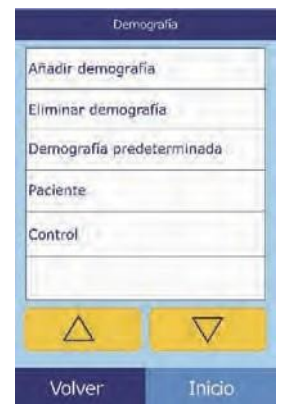 Demografía
Añadir demografía
Eliminar demografía
Demografía predeterminada
Paciente
Control
Volver
Inicio